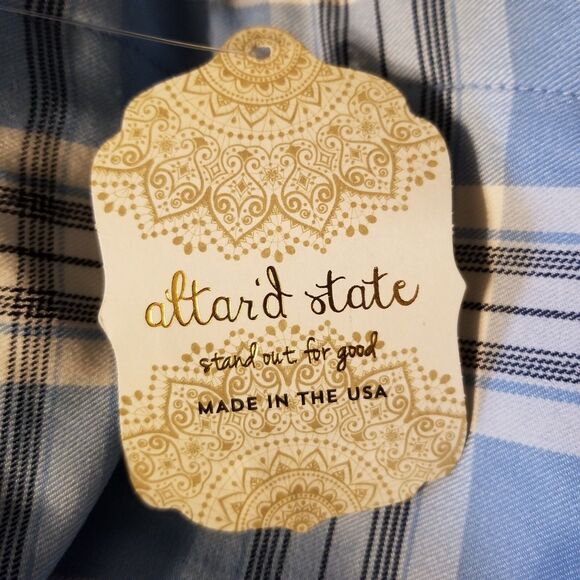 altar'd state
stand out for good
MADE IN THE USA